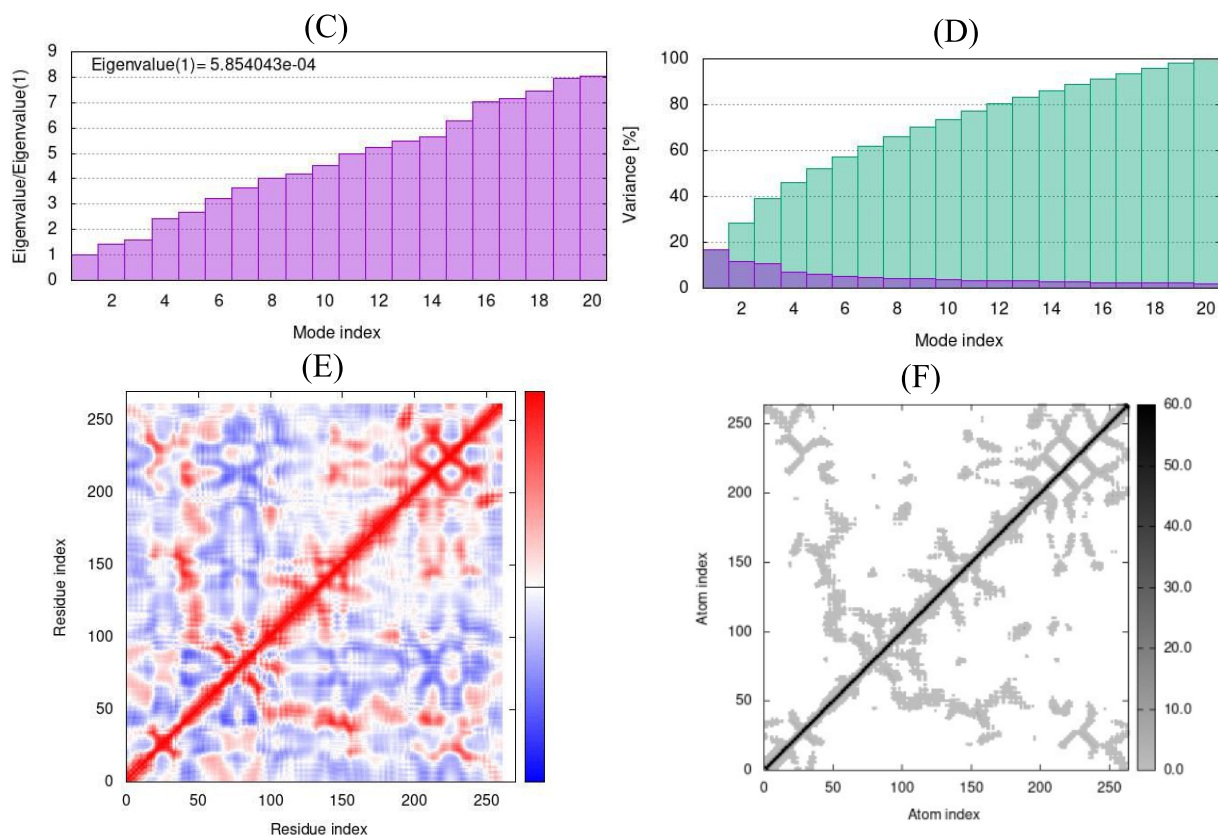 (C)
Eigenvalue(1)= 5.854043e-04
Eigenvalue/Eigenvalue(1)
9
8
7
6
5
4
3
2
1
0
2 4 6 8 10 12 14 16 18 20
Mode index
(D)
Variance [%]
100
80
60
40
20
0
2 4 6 8 10 12 14 16 18 20
Mode index
(E)
Residue index
250
200
150
100
50
0
0 50 100 150 200 250
Residue index
(F)
Atom index
250
200
150
100
50
0
0 50 100 150 200 250
Atom index
60.0
50.0
40.0
30.0
20.0
10.0
0.0